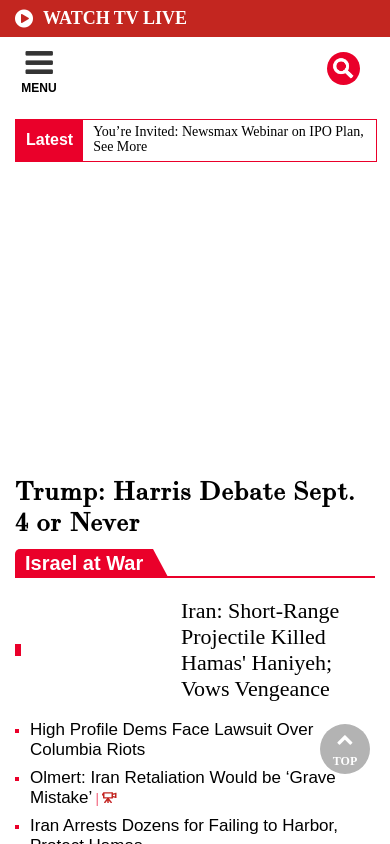 WATCH TV LIVE
MENU
Latest
You’re Invited: Newsmax Webinar on IPO Plan,
See More
Trump: Harris Debate Sept.
4 or Never
Israel at War
Iran: Short-Range
Projectile Killed
Hamas' Haniyeh;
Vows Vengeance
High Profile Dems Face Lawsuit Over
Columbia Riots
Olmert: Iran Retaliation Would be ‘Grave
Mistake’ |
TOP
Iran Arrests Dozens for Failing to Harbor,
Protect Hamas